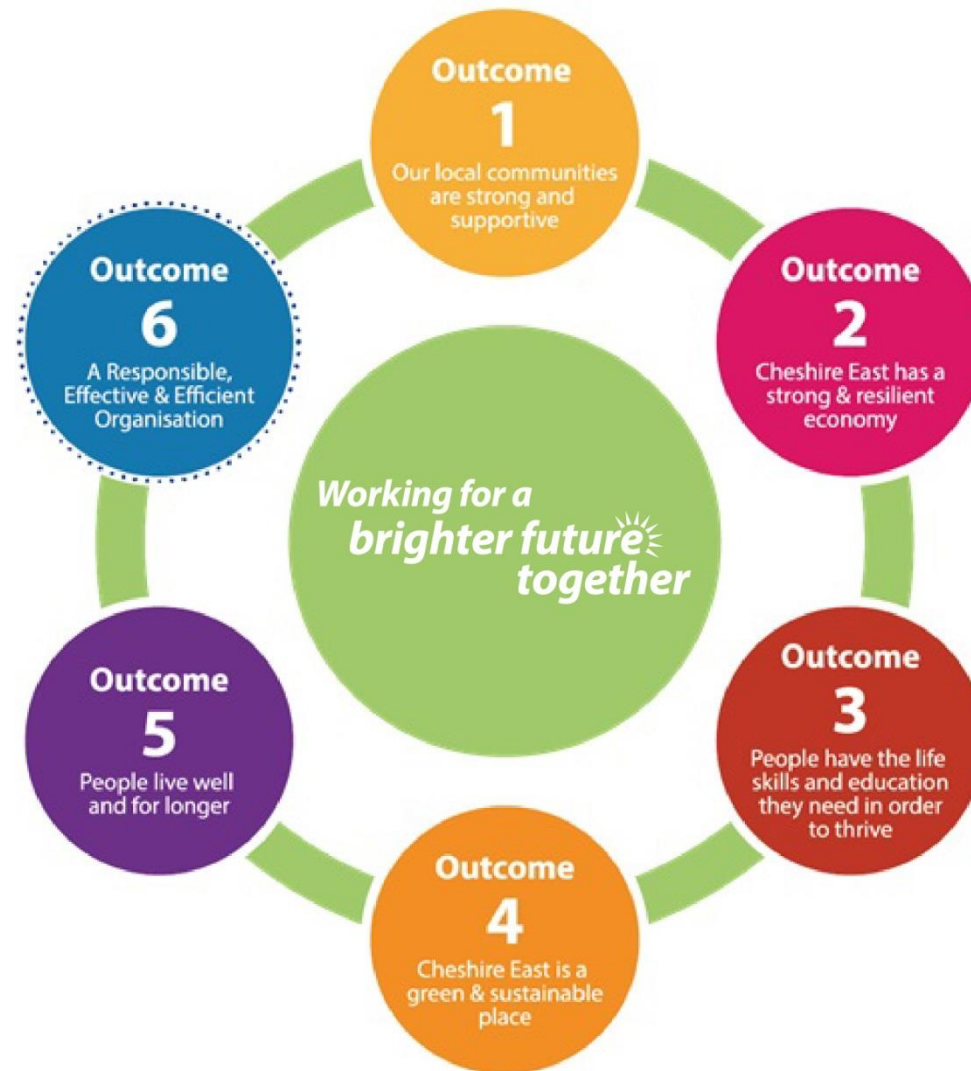 Outcome
1
Our local communities
are strong and
supportive
Outcome
2
Cheshire East has a
strong & resilient
economy
Outcome
3
People have the life
skills and education
they need in order
to thrive
Outcome
4
Cheshire East is a
green & sustainable
place
Outcome
5
People live well
and for longer
Outcome
6
A Responsible,
Effective & Efficient
Organisation
Working for a
brighter future
together